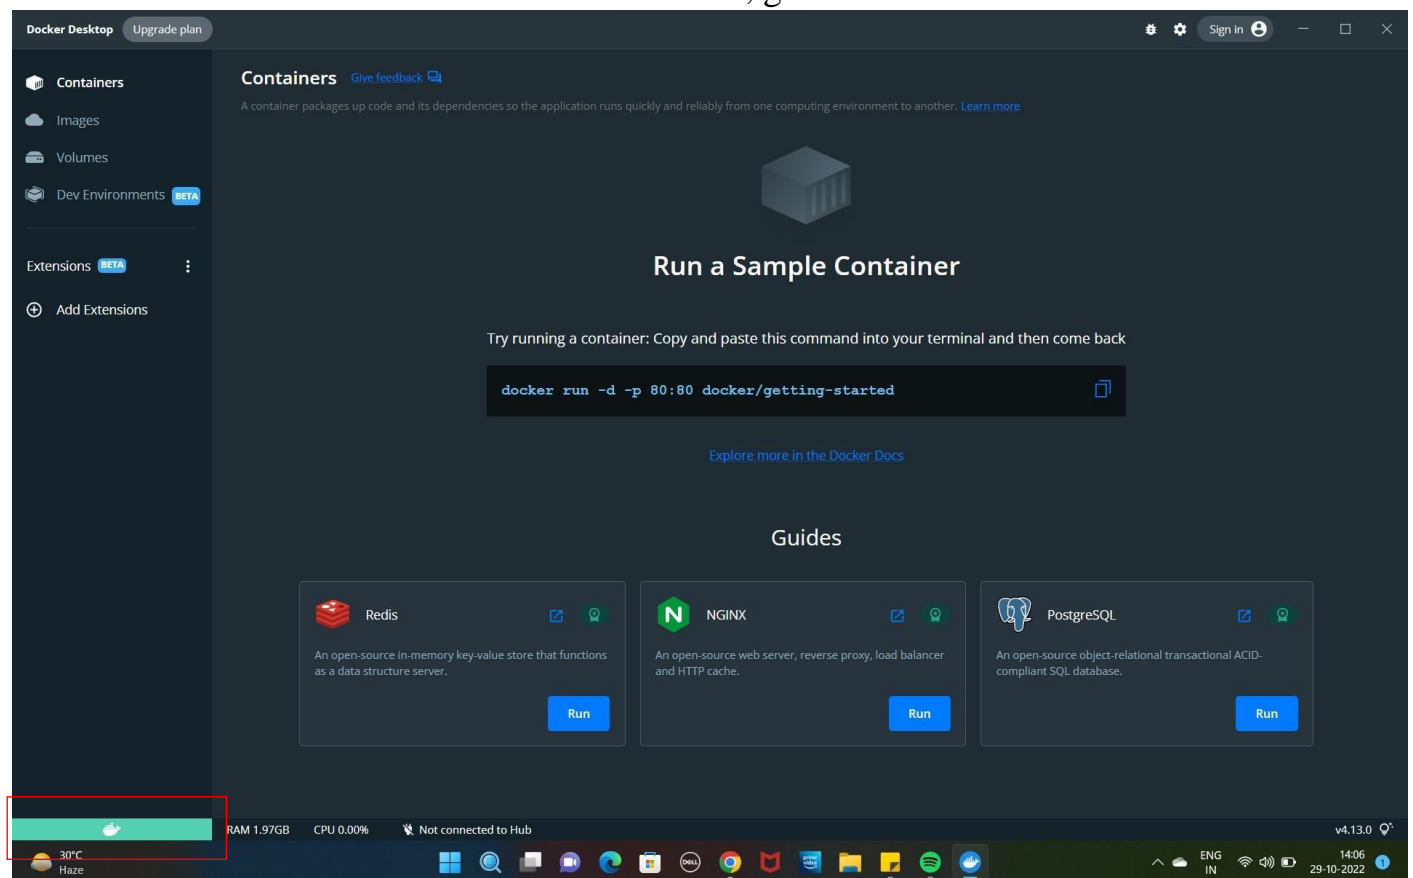 Docker Desktop Upgrade plan Sign in
Containers
Images
Volumes
Dev Environments BETA
Extensions BETA
Add Extensions
Containers Give feedback
A container packages up code and its dependencies so the application runs quickly and reliably from one computing environment to another. Learn more
Run a Sample Container
Try running a container: Copy and paste this command into your terminal and then come back
docker run -d -p 80:80 docker/getting-started
Explore more in the Docker Docs
Guides
Redis
An open-source in-memory key-value store that functions
as a data structure server.
Run
N NGINX
An open-source web server, reverse proxy, load balancer
and HTTP cache.
Run
PostgreSQL
An open-source object-relational transactional ACID-
compliant SQL database.
Run
RAM 1.97GB CPU 0.00% Not connected to Hub v4.13.0
30°C
Haze
DELL
prime
video
ENG
IN
14:06
29-10-2022
1